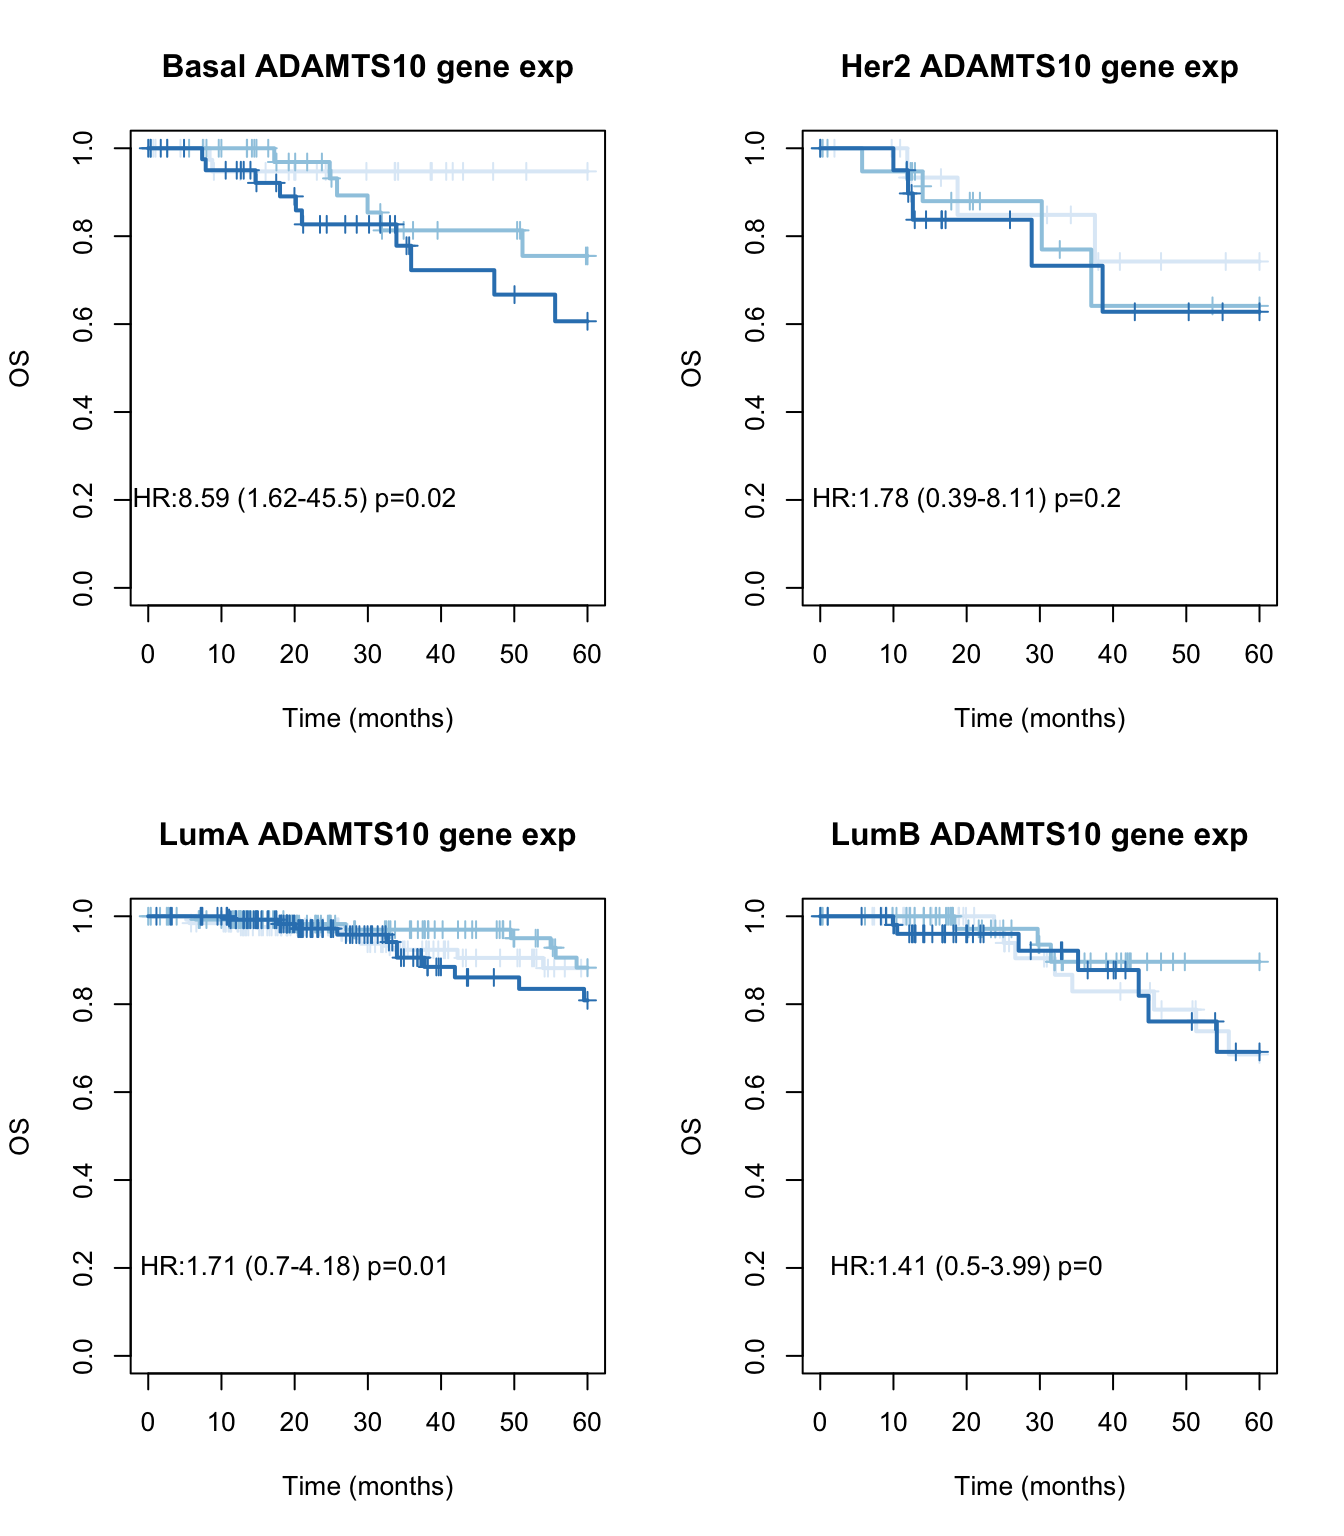 Basal ADAMTS10 gene exp
OS
1.0
0.8
0.6
0.4
0.2
0.0
HR:8.59 (1.62-45.5) p=0.02
0 10 20 30 40 50 60
Time (months)
Her2 ADAMTS10 gene exp
OS
1.0
0.8
0.6
0.4
0.2
0.0
HR:1.78 (0.39-8.11) p=0.2
0 10 20 30 40 50 60
Time (months)
LumA ADAMTS10 gene exp
OS
1.0
0.8
0.6
0.4
0.2
0.0
HR:1.71 (0.7-4.18) p=0.01
0 10 20 30 40 50 60
Time (months)
LumB ADAMTS10 gene exp
OS
1.0
0.8
0.6
0.4
0.2
0.0
HR:1.41 (0.5-3.99) p=0
0 10 20 30 40 50 60
Time (months)